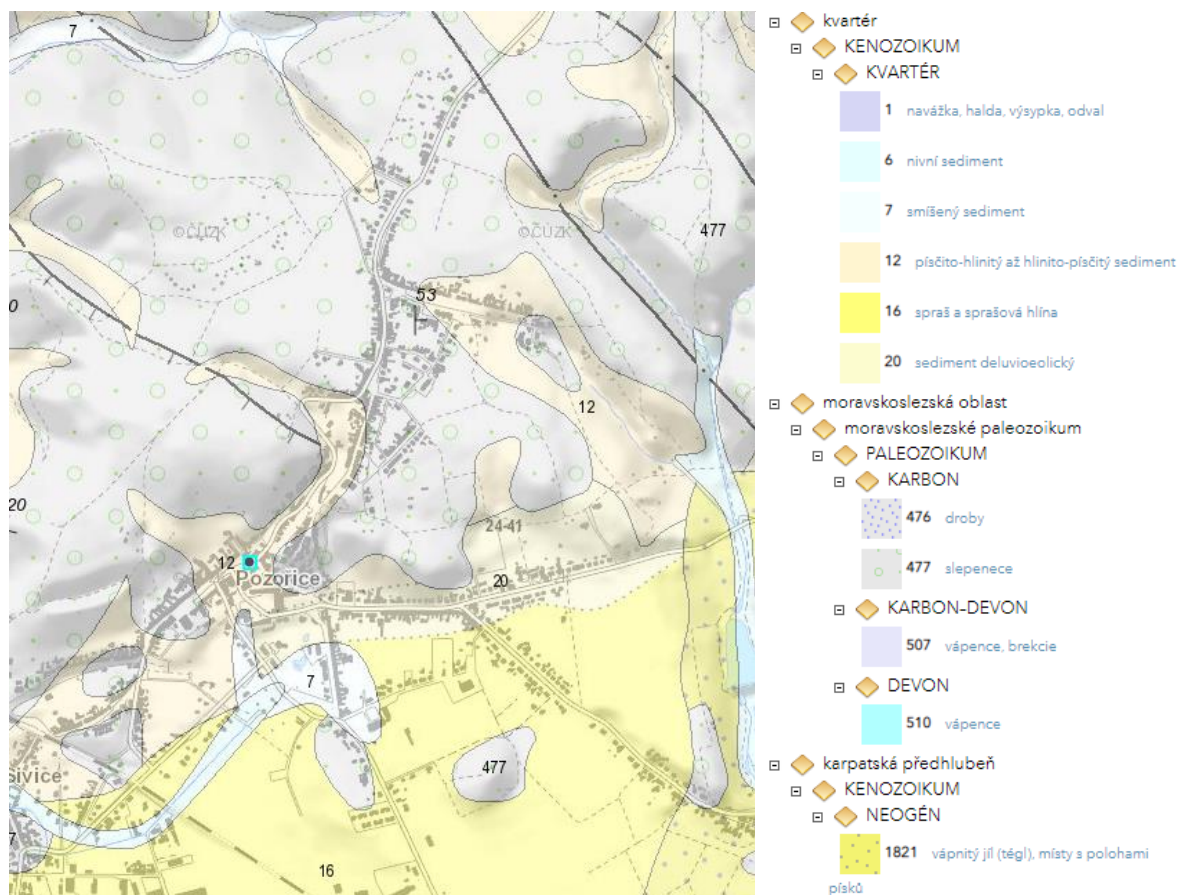 7
©ČÚZK
©ČÚZK
477
53
0
12
20
24-41
12
Pozořice
20
7
477
Sivice
7
16
kvartér
KENOZOIKUM
KVARTÉR
1 navážka, halda, výsypka, odval
6 nivní sediment
7 smíšený sediment
12 písčito-hlinitý až hlinito-písčitý sediment
16 spraš a sprašová hlína
20 sediment deluvioeolický
moravskoslezská oblast
moravskoslezské paleozoikum
PALEOZOIKUM
KARBON
476 droby
477 slepenece
KARBON-DEVON
507 vápence, brekcie
DEVON
510 vápence
karpatská předhlubeň
KENOZOIKUM
NEOGÉN
1821 vápnitý jíl (tégl), místy s polohami
písků